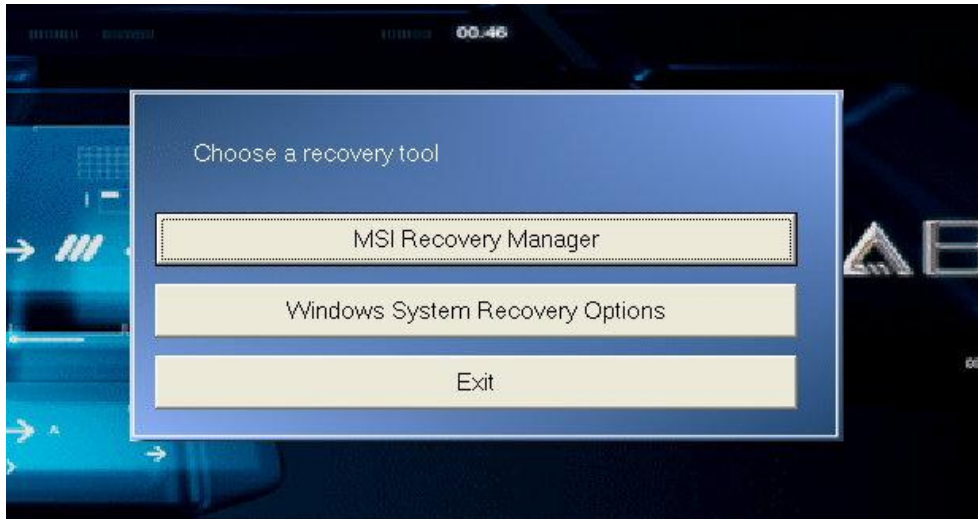 00:46
Choose a recovery tool
MSI Recovery Manager
Windows System Recovery Options
Exit
A